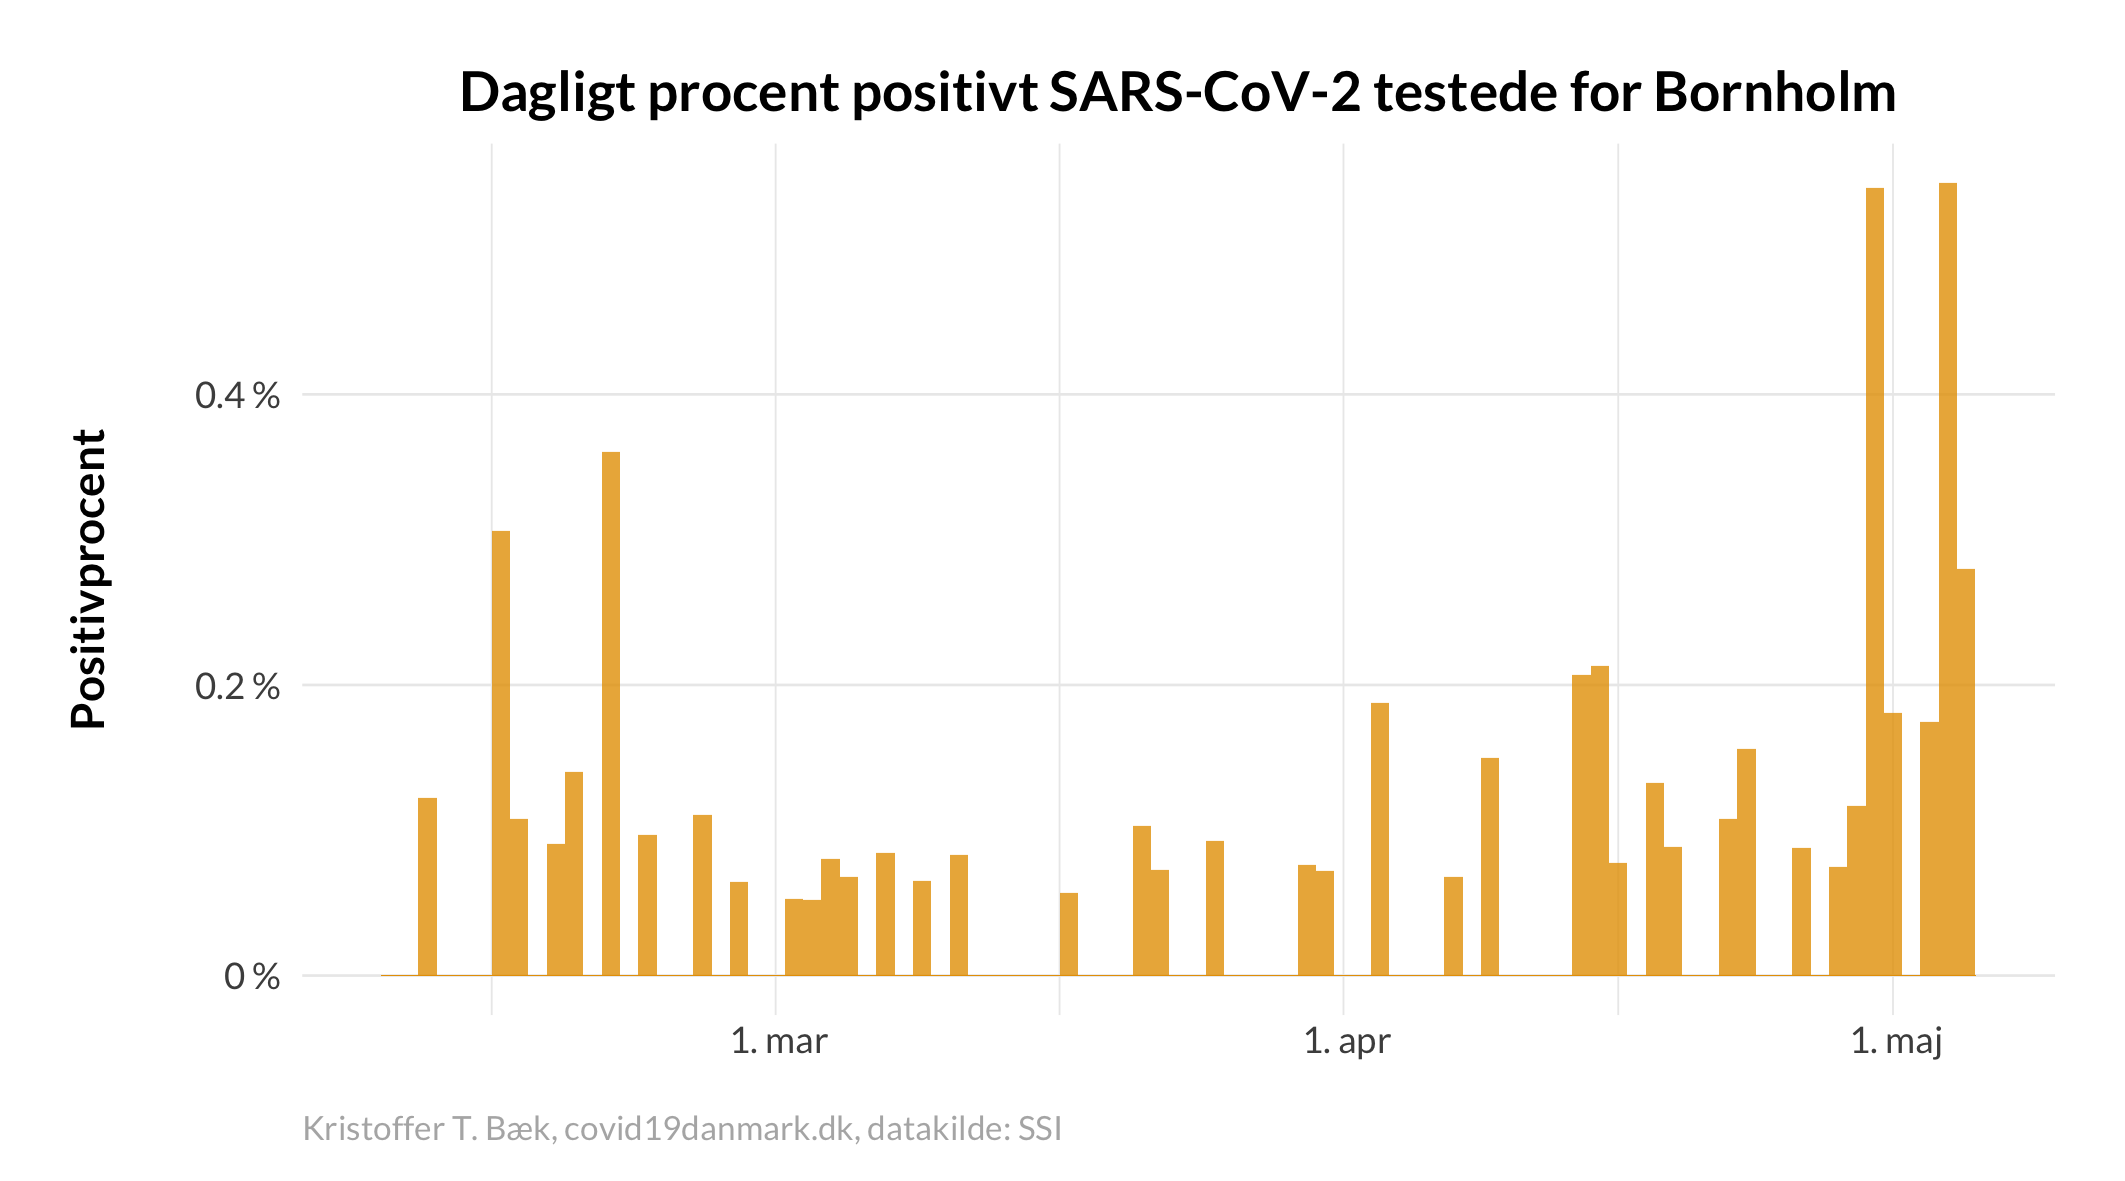 Dagligt procent positivt SARS-CoV-2 testede for Bornholm
Positivprocent
0.4 %
0.2 %
0 %
1. mar
1. apr
1. maj
Kristoffer T. Bæk, covid19danmark.dk, datakilde: SSI